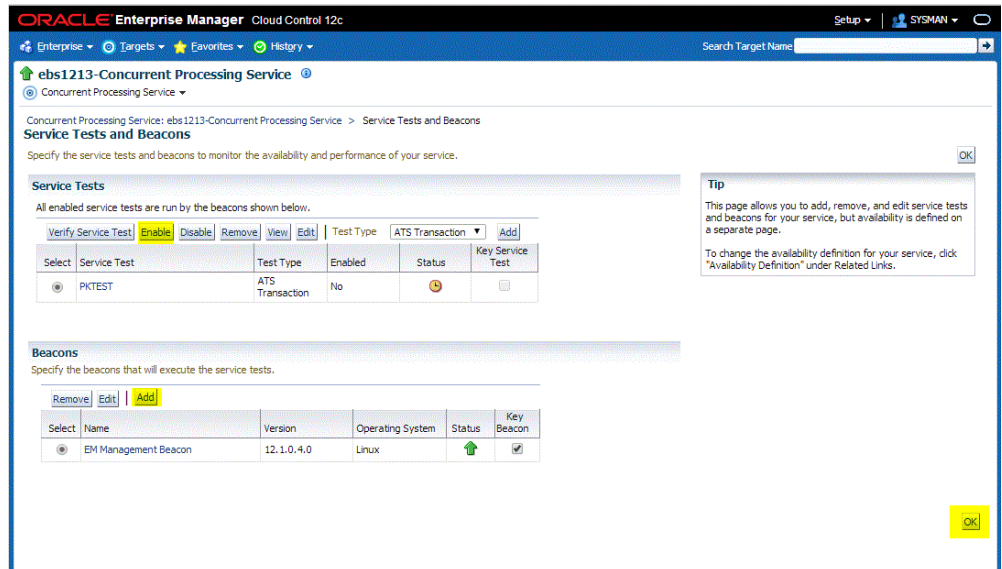 ORACLE Enterprise Manager Cloud Control 12c
Setup SYSMAN
Enterprise Targets Favorites History Search Target Name
ebs1213-Concurrent Processing Service
Concurrent Processing Service
Concurrent Processing Service: ebs1213-Concurrent Processing Service > Service Tests and Beacons
Service Tests and Beacons
Specify the service tests and beacons to monitor the availability and performance of your service.
OK
Service Tests
All enabled service tests are run by the beacons shown below.
Verify Service Test Enable Disable Remove View Edit Test Type ATS Transaction Add
Select Service Test Test Type Enabled Status Key Service Test
PKTEST ATS Transaction No
Tip
This page allows you to add, remove, and edit service tests
and beacons for your service, but availability is defined on
a separate page.
To change the availability definition for your service, click
"Availability Definition" under Related Links.
Beacons
Specify the beacons that will execute the service tests.
Remove Edit Add
Select Name Version Operating System Status Key Beacon
EM Management Beacon 12.1.0.4.0 Linux
OK